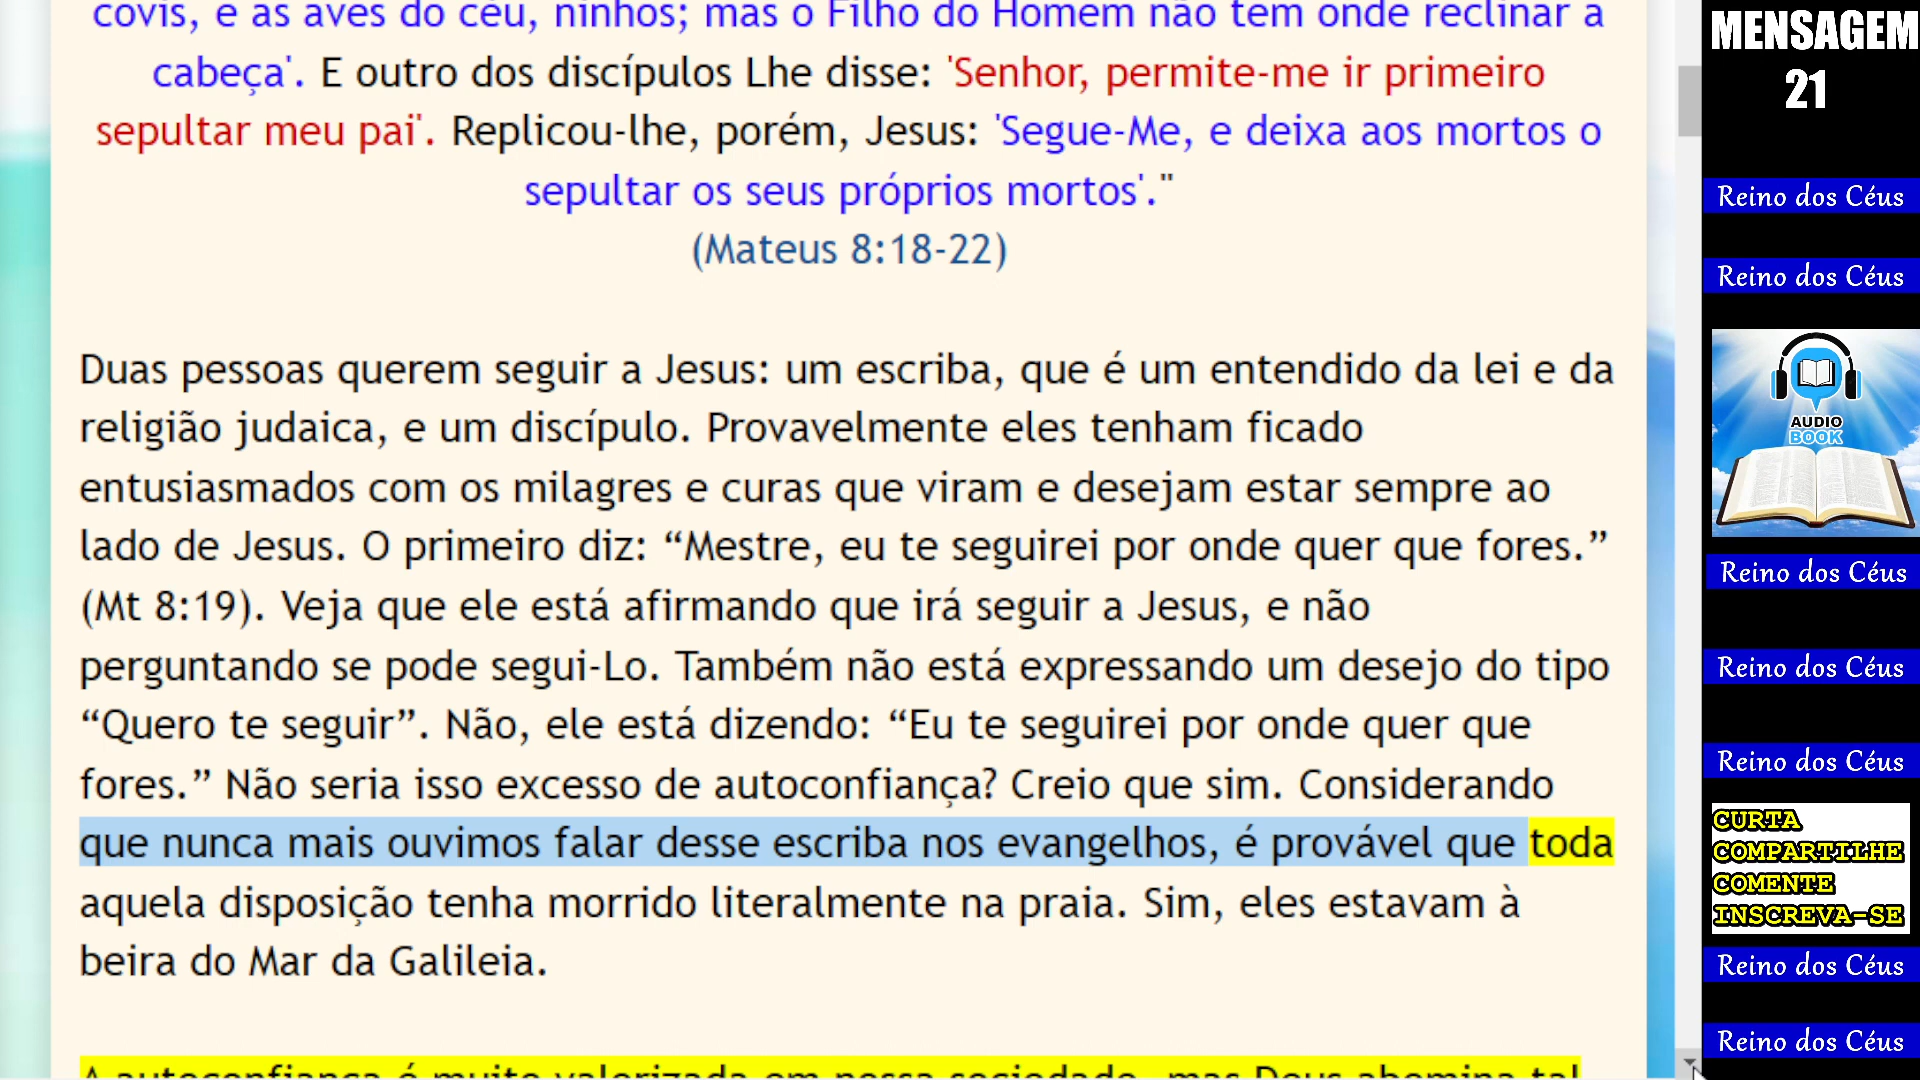 covis, e as aves do céu, ninhos; mas o Filho do Homem não tem onde reclinar a
cabeça'. E outro dos discípulos Lhe disse: 'Senhor, permite-me ir primeiro
sepultar meu pai'. Replicou-lhe, porém, Jesus: 'Segue-Me, e deixa aos mortos o
sepultar os seus próprios mortos'."
(Mateus 8:18-22)
Duas pessoas querem seguir a Jesus: um escriba, que é um entendido da lei e da
religião judaica, e um discípulo. Provavelmente eles tenham ficado
entusiasmados com os milagres e curas que viram e desejam estar sempre ao
lado de Jesus. O primeiro diz: “Mestre, eu te seguirei por onde quer que fores.”
(Mt 8:19). Veja que ele está afirmando que irá seguir a Jesus, e não
perguntando se pode segui-Lo. Também não está expressando um desejo do tipo
“Quero te seguir”. Não, ele está dizendo: “Eu te seguirei por onde quer que
fores.” Não seria isso excesso de autoconfiança? Creio que sim. Considerando
que nunca mais ouvimos falar desse escriba nos evangelhos, é provável que toda
aquela disposição tenha morrido literalmente na praia. Sim, eles estavam à
beira do Mar da Galileia.
A autoconfiança é muito valorizada em nossa sociedade, mas Deus abomina tal
MENSAGEM
21
Reino dos Céus
Reino dos Céus
AUDIO
BOOK
Reino dos Céus
Reino dos Céus
Reino dos Céus
CURTA
COMPARTILHE
COMENTE
INSCREVA-SE
Reino dos Céus
Reino dos Céus